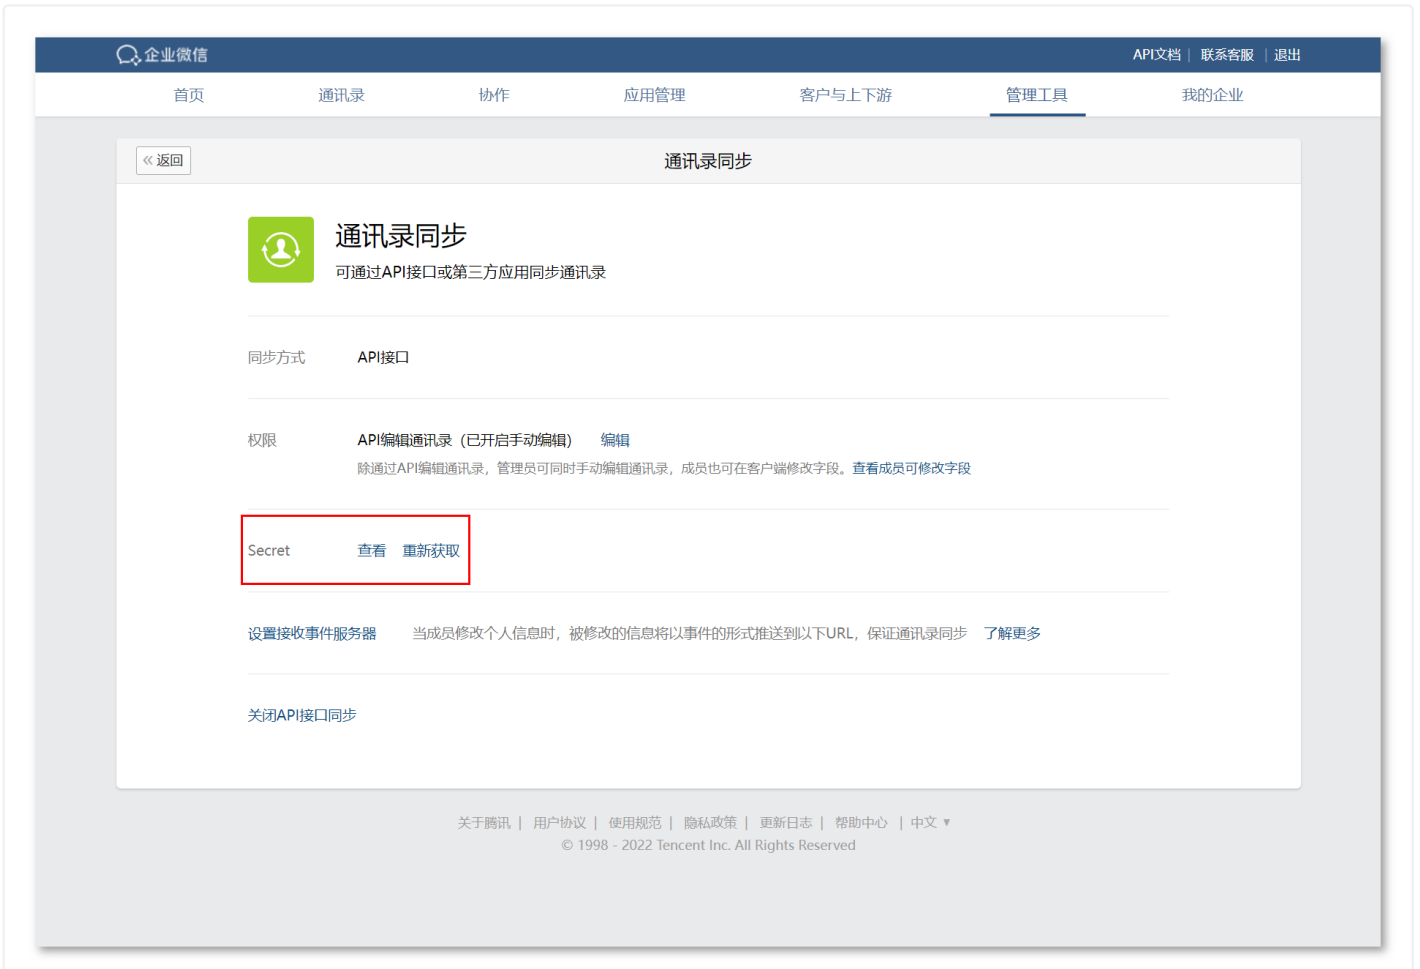 企业微信
API文档 | 联系客服 | 退出
首页 通讯录 协作 应用管理 客户与上下游 管理工具 我的企业
«返回 通讯录同步
通讯录同步
可通过API接口或第三方应用同步通讯录
同步方式 API接口
权限 API编辑通讯录（已开启手动编辑） 编辑
除通过API编辑通讯录，管理员可同时手动编辑通讯录，成员也可在客户端修改字段。查看成员可修改字段
Secret 查看 重新获取
设置接收事件服务器 当成员修改个人信息时，被修改的信息将以事件的形式推送到以下URL，保证通讯录同步 了解更多
关闭API接口同步
关于腾讯 | 用户协议 | 使用规范 | 隐私政策 | 更新日志 | 帮助中心 | 中文 ▼
© 1998 - 2022 Tencent Inc. All Rights Reserved